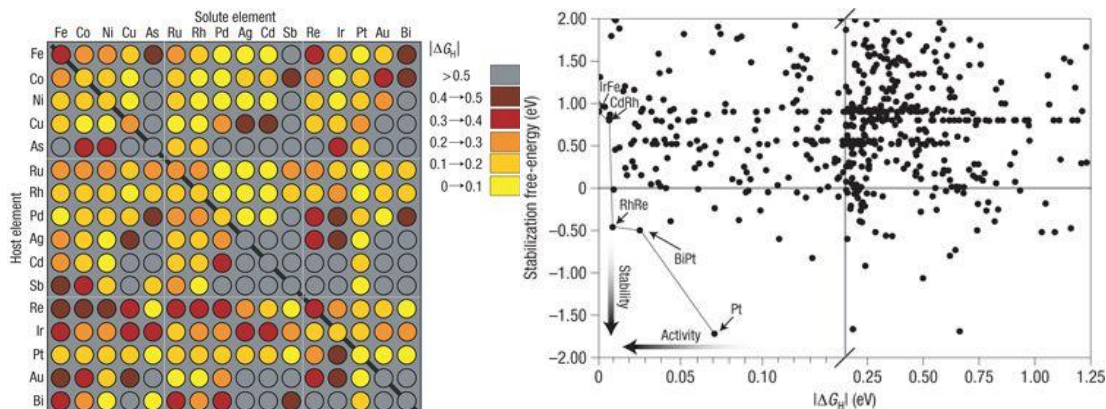 Solute element
Fe Co Ni Cu As Ru Rh Pd Ag Cd Sb Re Ir Pt Au Bi
Host element
Fe
Co
Ni
Cu
As
Ru
Rh
Pd
Ag
Cd
Sb
Re
Ir
Pt
Au
Bi
|ΔGH|
>0.5
0.4→0.5
0.3→0.4
0.2→0.3
0.1→0.2
0→0.1
Stabilization free-energy (eV)
2.00
1.50
1.00
0.50
0
−0.50
−1.00
−1.50
−2.00
IrFe
CdRh
RhRe
BiPt
Pt
Stability
Activity
0 0.05 0.10 0.25 0.50 0.75 1.00 1.25
|ΔGH| (eV)